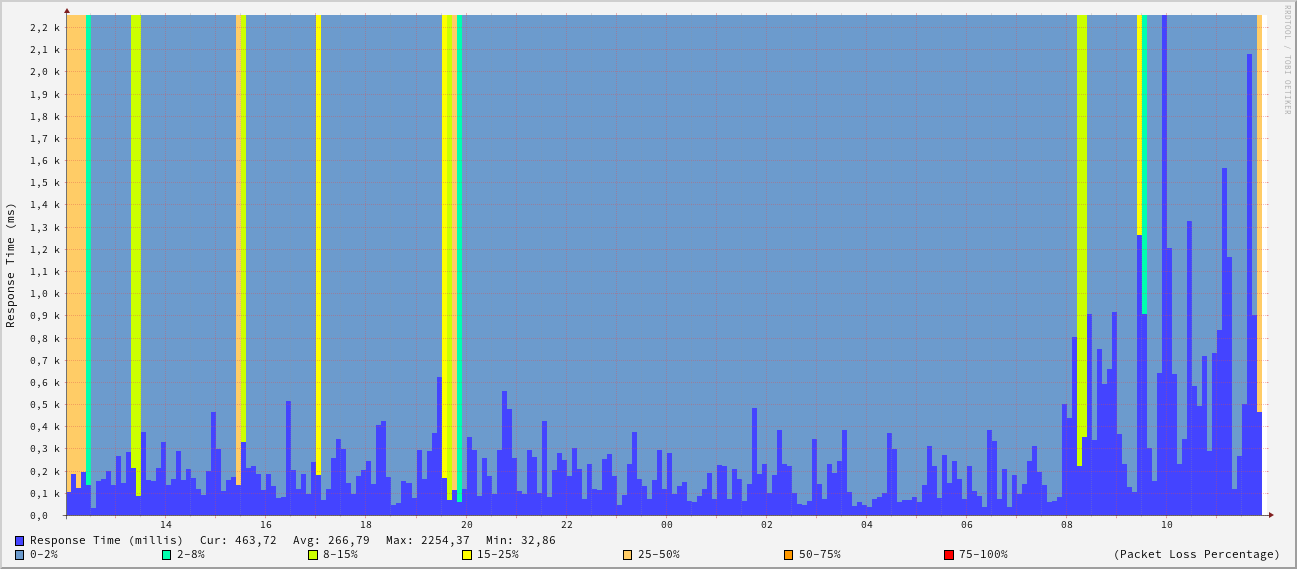 RRDTOOL / TOBI OETIKER
Response Time (ms)
2,2 k
2,1 k
2,0 k
1,9 k
1,8 k
1,7 k
1,6 k
1,5 k
1,4 k
1,3 k
1,2 k
1,1 k
1,0 k
0,9 k
0,8 k
0,7 k
0,6 k
0,5 k
0,4 k
0,3 k
0,2 k
0,1 k
0,0
14 16 18 20 22 00 02 04 06 08 10
Response Time (millis) Cur: 463,72 Avg: 266,79 Max: 2254,37 Min: 32,86
0-2% 2-8% 8-15% 15-25% 25-50% 50-75% 75-100% (Packet Loss Percentage)